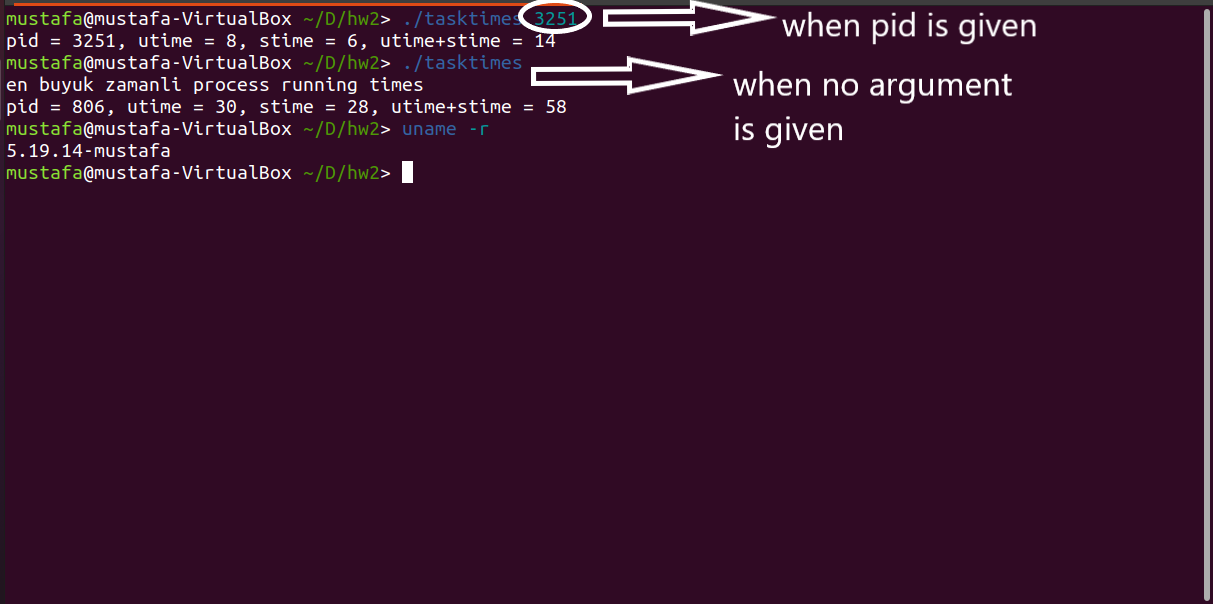 mustafa@mustafa-VirtualBox ~/D/hw2> ./tasktimes 3251
when pid is given
pid = 3251, utime = 8, stime = 6, utime+stime = 14
mustafa@mustafa-VirtualBox ~/D/hw2> ./tasktimes
when no argument
is given
en buyuk zamanli process running times
pid = 806, utime = 30, stime = 28, utime+stime = 58
mustafa@mustafa-VirtualBox ~/D/hw2> uname -r
5.19.14-mustafa
mustafa@mustafa-VirtualBox ~/D/hw2>